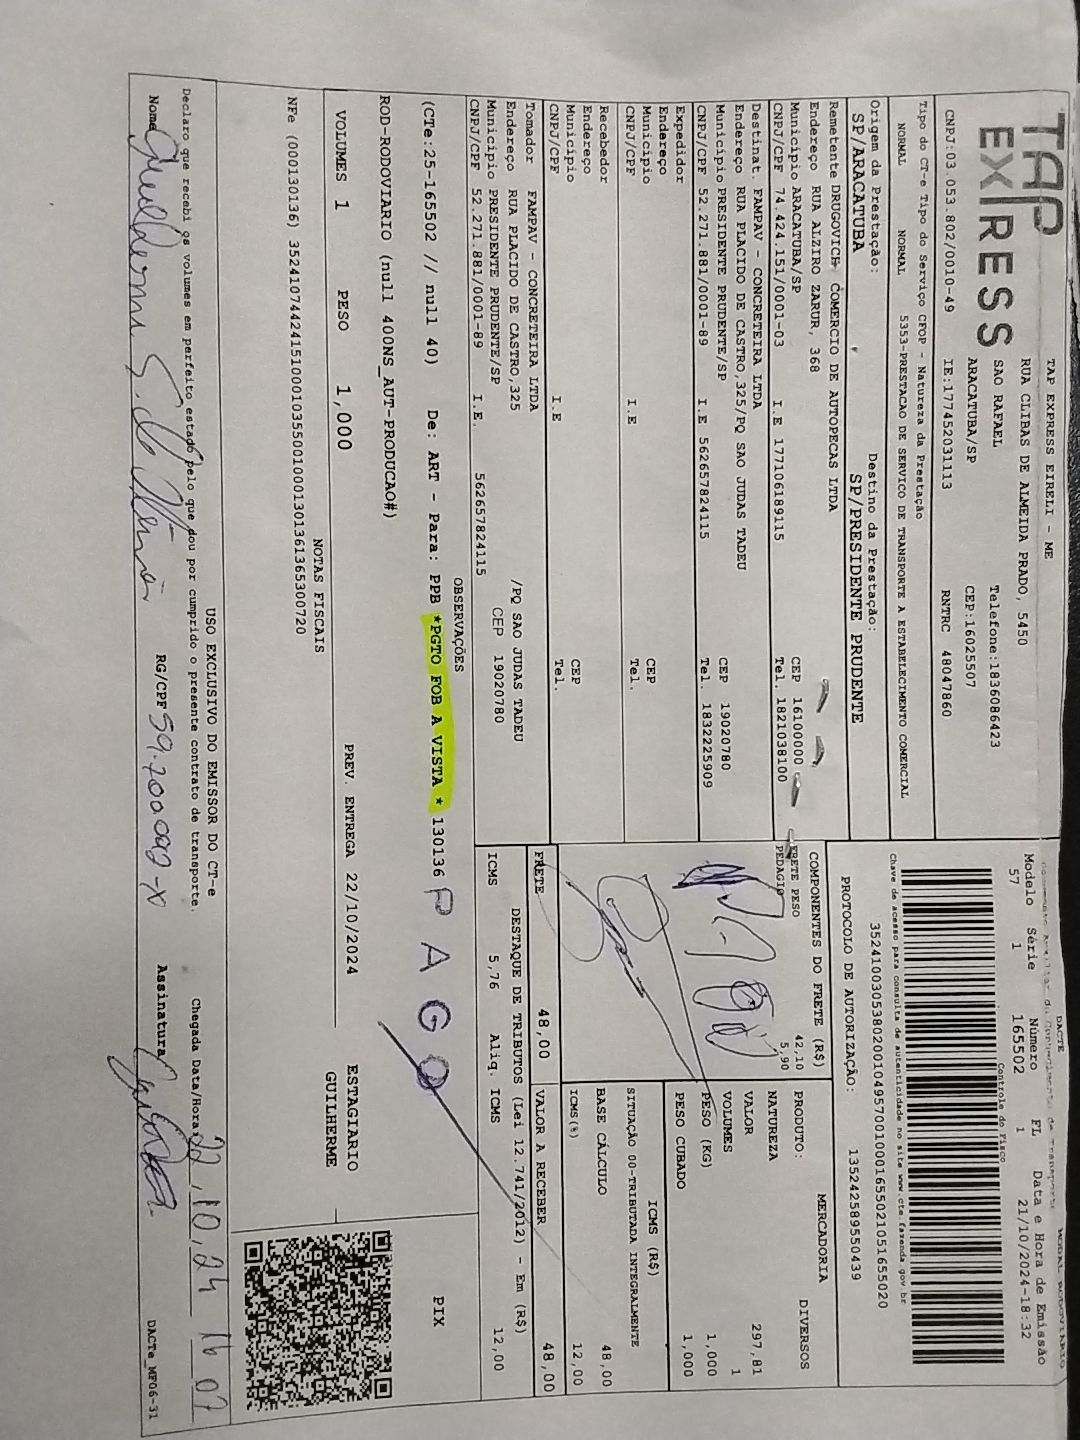 TAP EXPRESS
TAP EXPRESS EIRELI - ME
RUA CLIBAS DE ALMEIDA PRADO, 5450
SAO RAFAEL Telefone:1836086423
ARACATUBA/SP CEP:16025507
CNPJ:03.053.802/0010-49 IE:177452031113 RNTRC 48047860
Tipo do CT-e Tipo do Serviço CFOP - Natureza da Prestação
NORMAL NORMAL 5353-PRESTACAO DE SERVICO DE TRANSPORTE A ESTABELECIMENTO COMERCIAL
Origem da Prestação: Destino da Prestação:
SP/ARACATUBA SP/PRESIDENTE PRUDENTE
Remetente DRUGOVICH COMERCIO DE AUTOPECAS LTDA
Endereço RUA ALZIRO ZARUR, 368
Município ARACATUBA/SP CEP 16100000
CNPJ/CPF 74.424.151/0001-03 I.E 177106189115 Tel. 1821038100
Destinat. FAMPAV - CONCRETEIRA LTDA
Endereço RUA PLACIDO DE CASTRO,325/PQ SAO JUDAS TADEU
Município PRESIDENTE PRUDENTE/SP CEP 19020780
CNPJ/CPF 52.271.881/0001-89 I.E 562657824115 Tel. 1832225909
Expedidor
Endereço
Município CEP
CNPJ/CPF I.E Tel.
Recebedor
Endereço
Município CEP
CNPJ/CPF I.E Tel.
Tomador FAMPAV - CONCRETEIRA LTDA
Endereço RUA PLACIDO DE CASTRO,325 /PQ SAO JUDAS TADEU
Município PRESIDENTE PRUDENTE/SP CEP 19020780
CNPJ/CPF 52.271.881/0001-89 I.E. 562657824115
DACTE
Modelo Série Número FL Data e Hora de Emissão
57 1 165502 1 21/10/2024-18:32
Controle do Fisco
Chave de acesso para consulta de autenticidade no site www.cte.fazenda.gov.br
35241003053802001049570010001655021051655020
PROTOCOLO DE AUTORIZAÇÃO: 135242589550439
COMPONENTES DO FRETE (R$)
FRETE PESO 42,10
PEDAGIO 5,90
MERCADORIA
PRODUTO: DIVERSOS
NATUREZA
VALOR 297,81
VOLUMES 1
PESO (KG) 1,000
PESO CUBADO 1,000
ICMS (R$)
SITUAÇÃO 00-TRIBUTADA INTEGRALMENTE
BASE CÁLCULO 48,00
ICMS(%) 12,00
FRETE 48,00 VALOR A RECEBER 48,00
DESTAQUE DE TRIBUTOS (Lei 12.741/2012) - Em (R$)
ICMS 5,76 Aliq. ICMS 12,00
OBSERVAÇÕES
(CTe:25-165502 // null 40) De: ART - Para: PPB *PGTO FOB A VISTA * 130136 PAGO
ROD-RODOVIARIO (null 400NS_AUT-PRODUCAO#)
PIX
VOLUMES 1 PESO 1,000 PREV. ENTREGA 22/10/2024 ESTAGIARIO
GUILHERME
NOTAS FISCAIS
NFe (000130136) 35241074424151000103550010001301361365300720
USO EXCLUSIVO DO EMISSOR DO CT-e
Declaro que recebi os volumes em perfeito estado pelo que dou por cumprido o presente contrato de transporte. Chegada Data/Hora 22, 10, 24 16 07
Nome RG/CPF 59.700.092-X Assinatura
DACTe_MF06-31